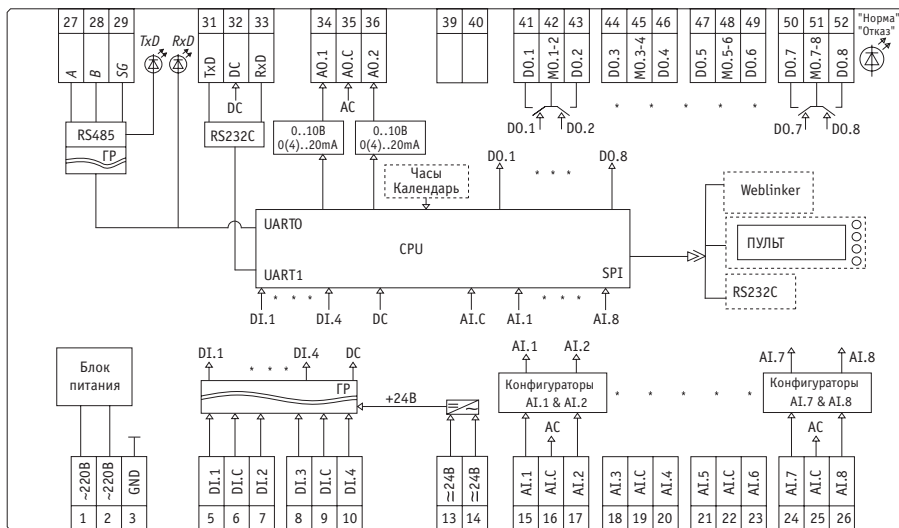 27 28 29 31 32 33 34 35 36 39 40 41 42 43 44 45 46 47 48 49 50 51 52 "Норма"
"Отказ"
A B SG TxD RxD TxD DC RxD AO.1 AO.C AO.2 DO.1 MO.1-2 DO.2 DO.3 MO.3-4 DO.4 DO.5 MO.5-6 DO.6 DO.7 MO.7-8 DO.8
DC AC * * * *
DO.1 DO.2 DO.7 DO.8
RS485 RS232C 0..10В 0..10В
0(4)..20mA 0(4)..20mA
ГР
DO.1 * * * DO.8
Часы
Календарь
Weblinker
UART0
CPU
ПУЛЬТ
UART1 SPI
RS232C
* * * * * *
DI.1 DI.4 DC AI.C AI.1 AI.8
DI.1 * * * DI.4 DC AI.1 AI.2 AI.7 AI.8
Блок
питания
ГР
+24В
= ~
Конфигураторы
AI.1 & AI.2
* * * *
Конфигураторы
AI.7 & AI.8
AC AC
~220В ~220В GND DI.1 DI.C DI.2 DI.3 DI.C DI.4 ≃24В ≃24В AI.1 AI.C AI.2 AI.3 AI.C AI.4 AI.5 AI.C AI.6 AI.7 AI.C AI.8
1 2 3 5 6 7 8 9 10 13 14 15 16 17 18 19 20 21 22 23 24 25 26